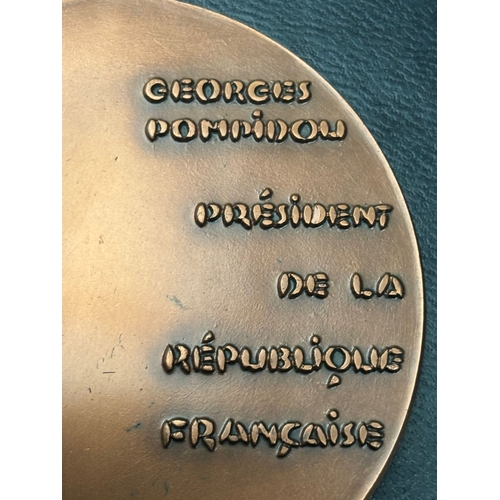 GEORGES
POMPiDOU
PRÉSiDENT
DE LA
RÉPUBLiQUE
FRANÇAiSE